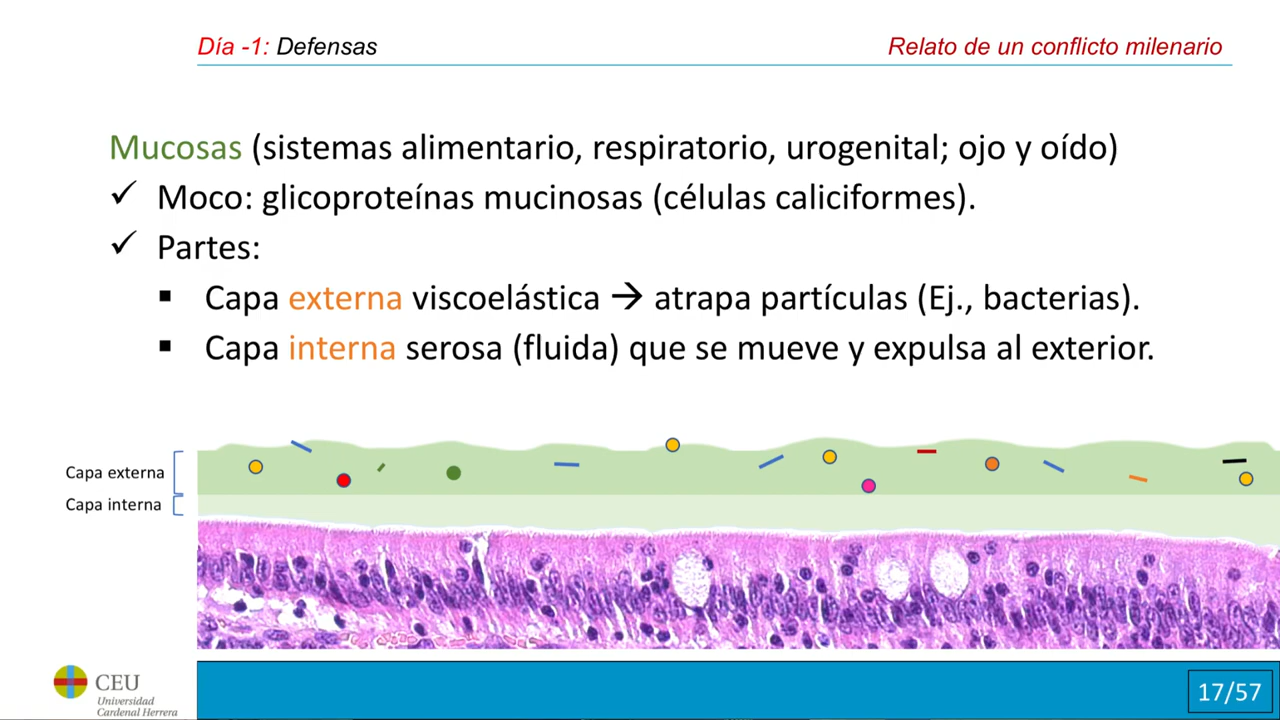 Día -1: Defensas
Relato de un conflicto milenario
Mucosas (sistemas alimentario, respiratorio, urogenital; ojo y oído)
✓ Moco: glicoproteínas mucinosas (células caliciformes).
✓ Partes:
▪ Capa externa viscoelástica → atrapa partículas (Ej., bacterias).
▪ Capa interna serosa (fluida) que se mueve y expulsa al exterior.
Capa externa
Capa interna
CEU
Universidad
Cardenal Herrera
17/57